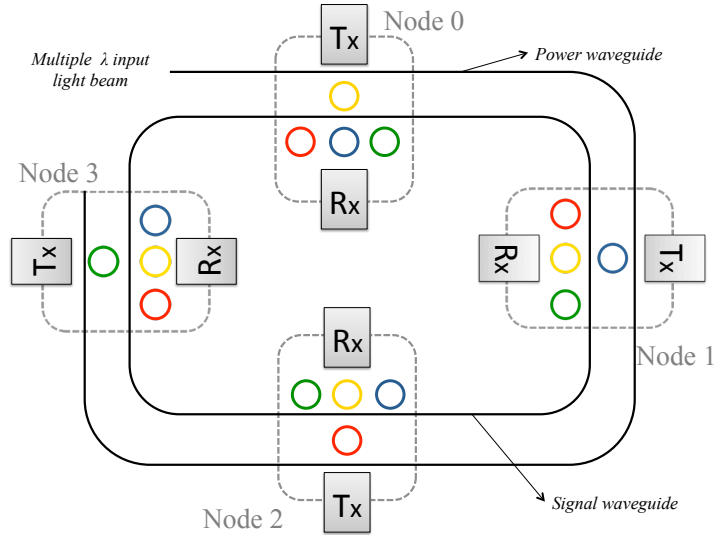 Tx
Node 0
Multiple λ input
light beam
Power waveguide
Rx
Node 3
Tx
Rx
Rx
Tx
Node 1
Rx
Node 2
Tx
Signal waveguide